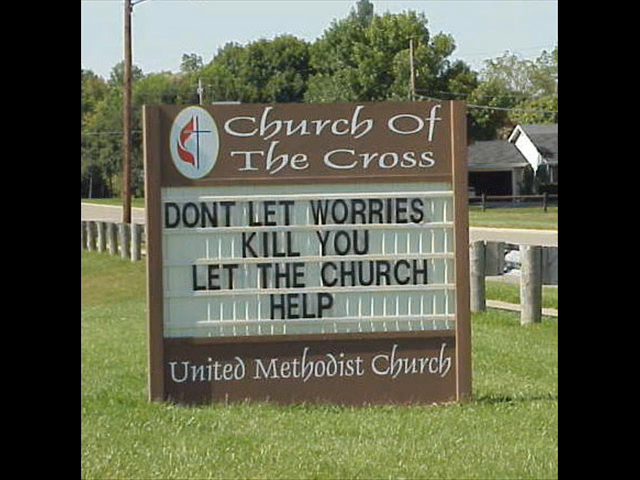 Church Of
The Cross
DONT LET WORRIES
KILL YOU
LET THE CHURCH
HELP
United Methodist Church